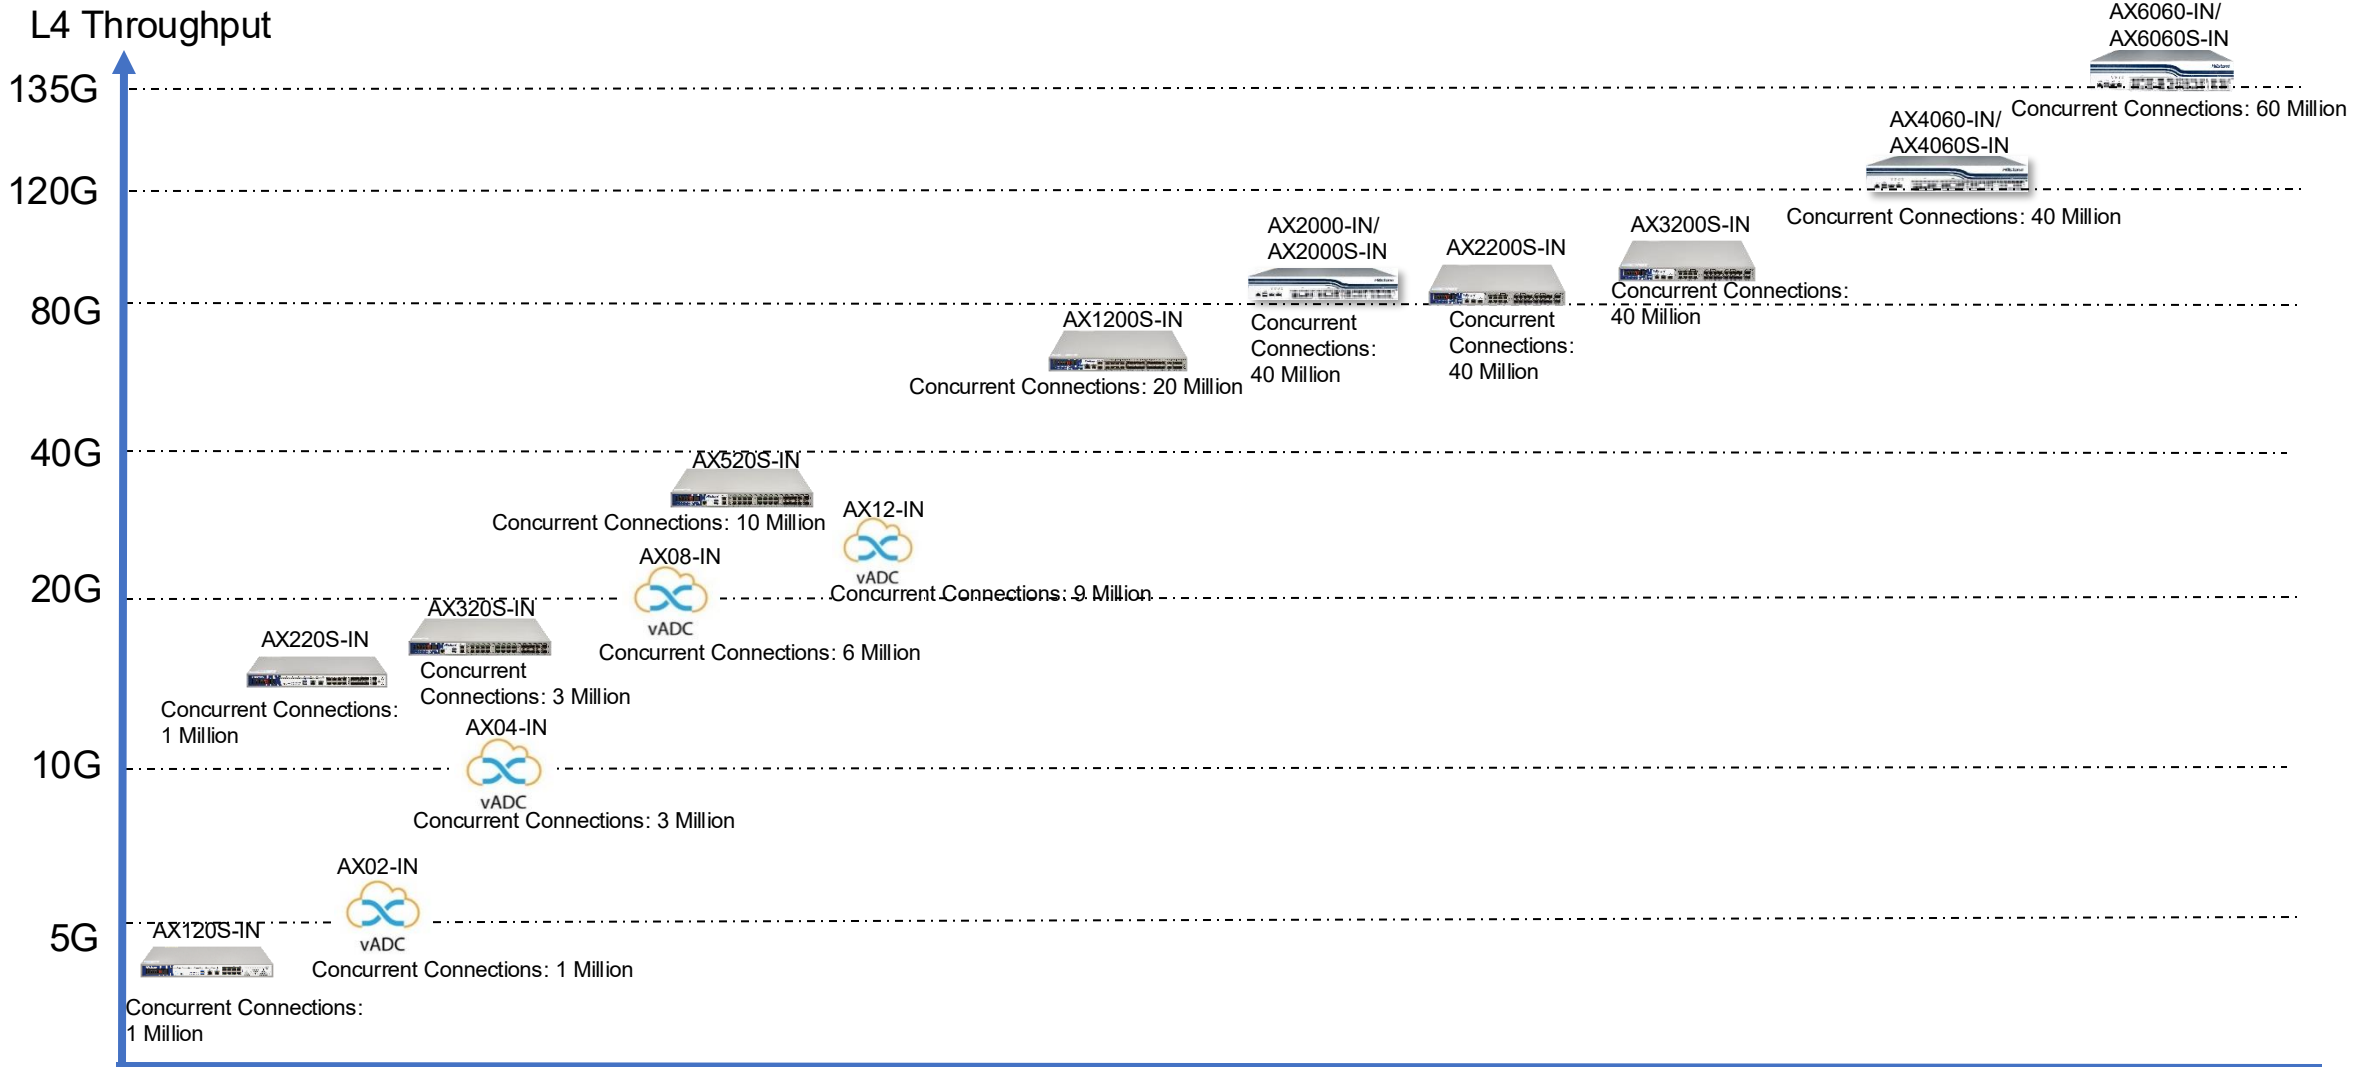 L4 Throughput
135G
120G
80G
40G
20G
10G
5G
AX6060-IN/
AX6060S-IN
Concurrent Connections: 60 Million
AX4060-IN/
AX4060S-IN
Concurrent Connections: 40 Million
AX3200S-IN
Concurrent Connections:
40 Million
AX2200S-IN
Concurrent
Connections:
40 Million
AX2000-IN/
AX2000S-IN
Concurrent
Connections:
40 Million
AX1200S-IN
Concurrent Connections: 20 Million
AX520S-IN
Concurrent Connections: 10 Million
AX12-IN
vADC
Concurrent Connections: 9 Million
AX08-IN
vADC
Concurrent Connections: 6 Million
AX320S-IN
Concurrent
Connections: 3 Million
AX220S-IN
Concurrent Connections:
1 Million
AX04-IN
vADC
Concurrent Connections: 3 Million
AX02-IN
vADC
Concurrent Connections: 1 Million
AX120S-IN
Concurrent Connections:
1 Million